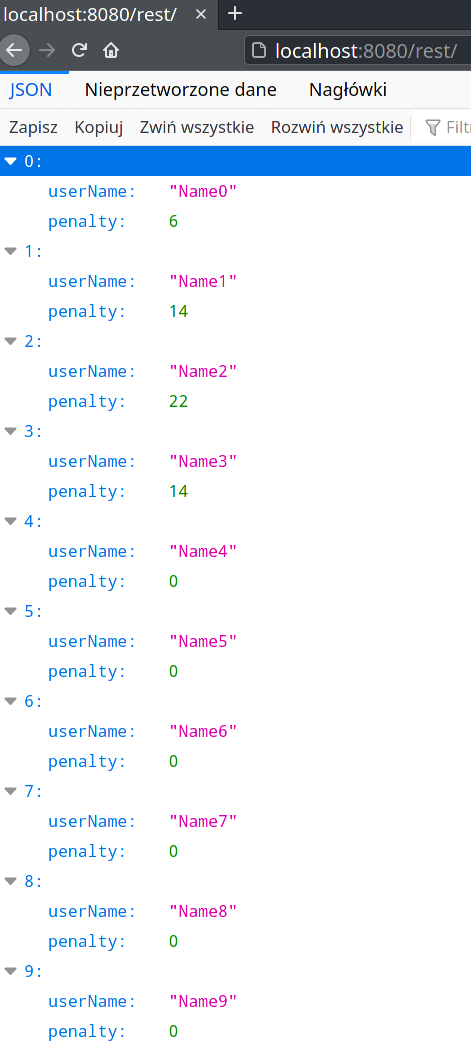 localhost:8080/rest/
localhost:8080/rest/
JSON Nieprzetworzone dane Nagłówki
Zapisz Kopiuj Zwiń wszystkie Rozwiń wszystkie
0:
userName: "Name0"
penalty: 6
1:
userName: "Name1"
penalty: 14
2:
userName: "Name2"
penalty: 22
3:
userName: "Name3"
penalty: 14
4:
userName: "Name4"
penalty: 0
5:
userName: "Name5"
penalty: 0
6:
userName: "Name6"
penalty: 0
7:
userName: "Name7"
penalty: 0
8:
userName: "Name8"
penalty: 0
9:
userName: "Name9"
penalty: 0